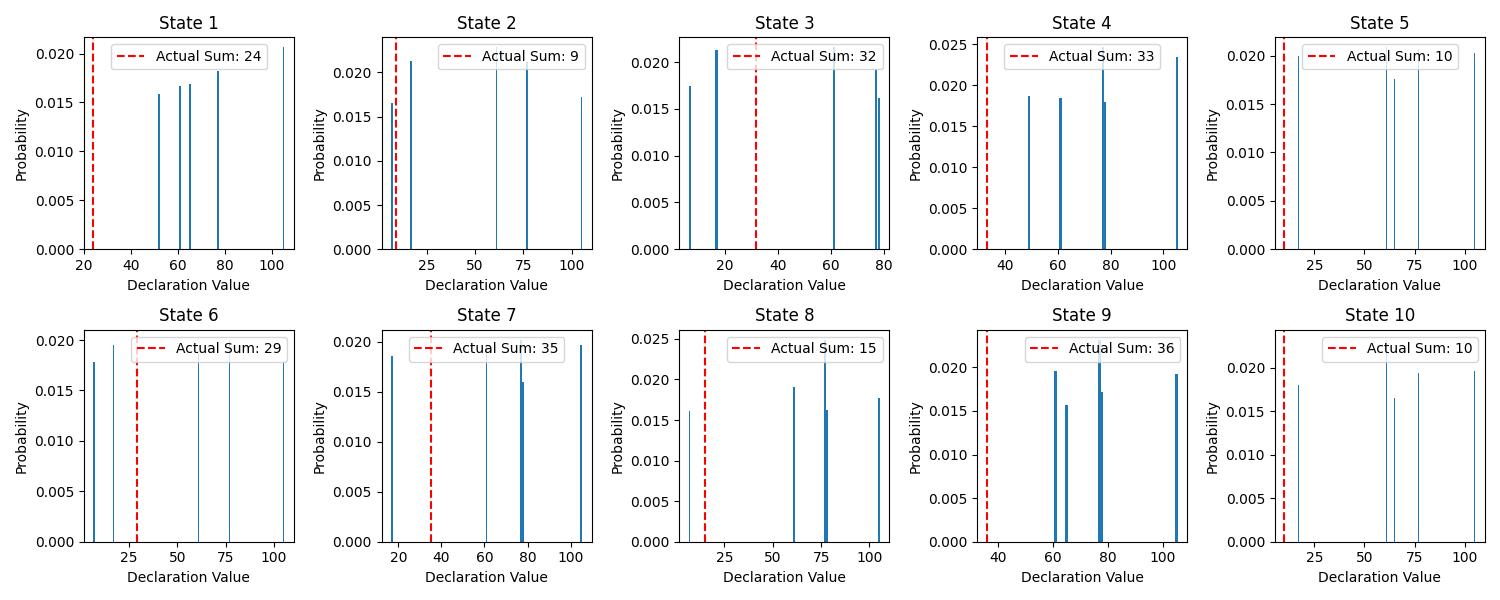 State 1
Actual Sum: 24
Probability
0.020
0.015
0.010
0.005
0.000
20 40 60 80 100
Declaration Value
State 2
Actual Sum: 9
Probability
0.020
0.015
0.010
0.005
0.000
25 50 75 100
Declaration Value
State 3
Actual Sum: 32
Probability
0.020
0.015
0.010
0.005
0.000
20 40 60 80
Declaration Value
State 4
Actual Sum: 33
Probability
0.025
0.020
0.015
0.010
0.005
0.000
40 60 80 100
Declaration Value
State 5
Actual Sum: 10
Probability
0.020
0.015
0.010
0.005
0.000
25 50 75 100
Declaration Value
State 6
Actual Sum: 29
Probability
0.020
0.015
0.010
0.005
0.000
25 50 75 100
Declaration Value
State 7
Actual Sum: 35
Probability
0.020
0.015
0.010
0.005
0.000
20 40 60 80 100
Declaration Value
State 8
Actual Sum: 15
Probability
0.025
0.020
0.015
0.010
0.005
0.000
25 50 75 100
Declaration Value
State 9
Actual Sum: 36
Probability
0.020
0.015
0.010
0.005
0.000
40 60 80 100
Declaration Value
State 10
Actual Sum: 10
Probability
0.020
0.015
0.010
0.005
0.000
25 50 75 100
Declaration Value